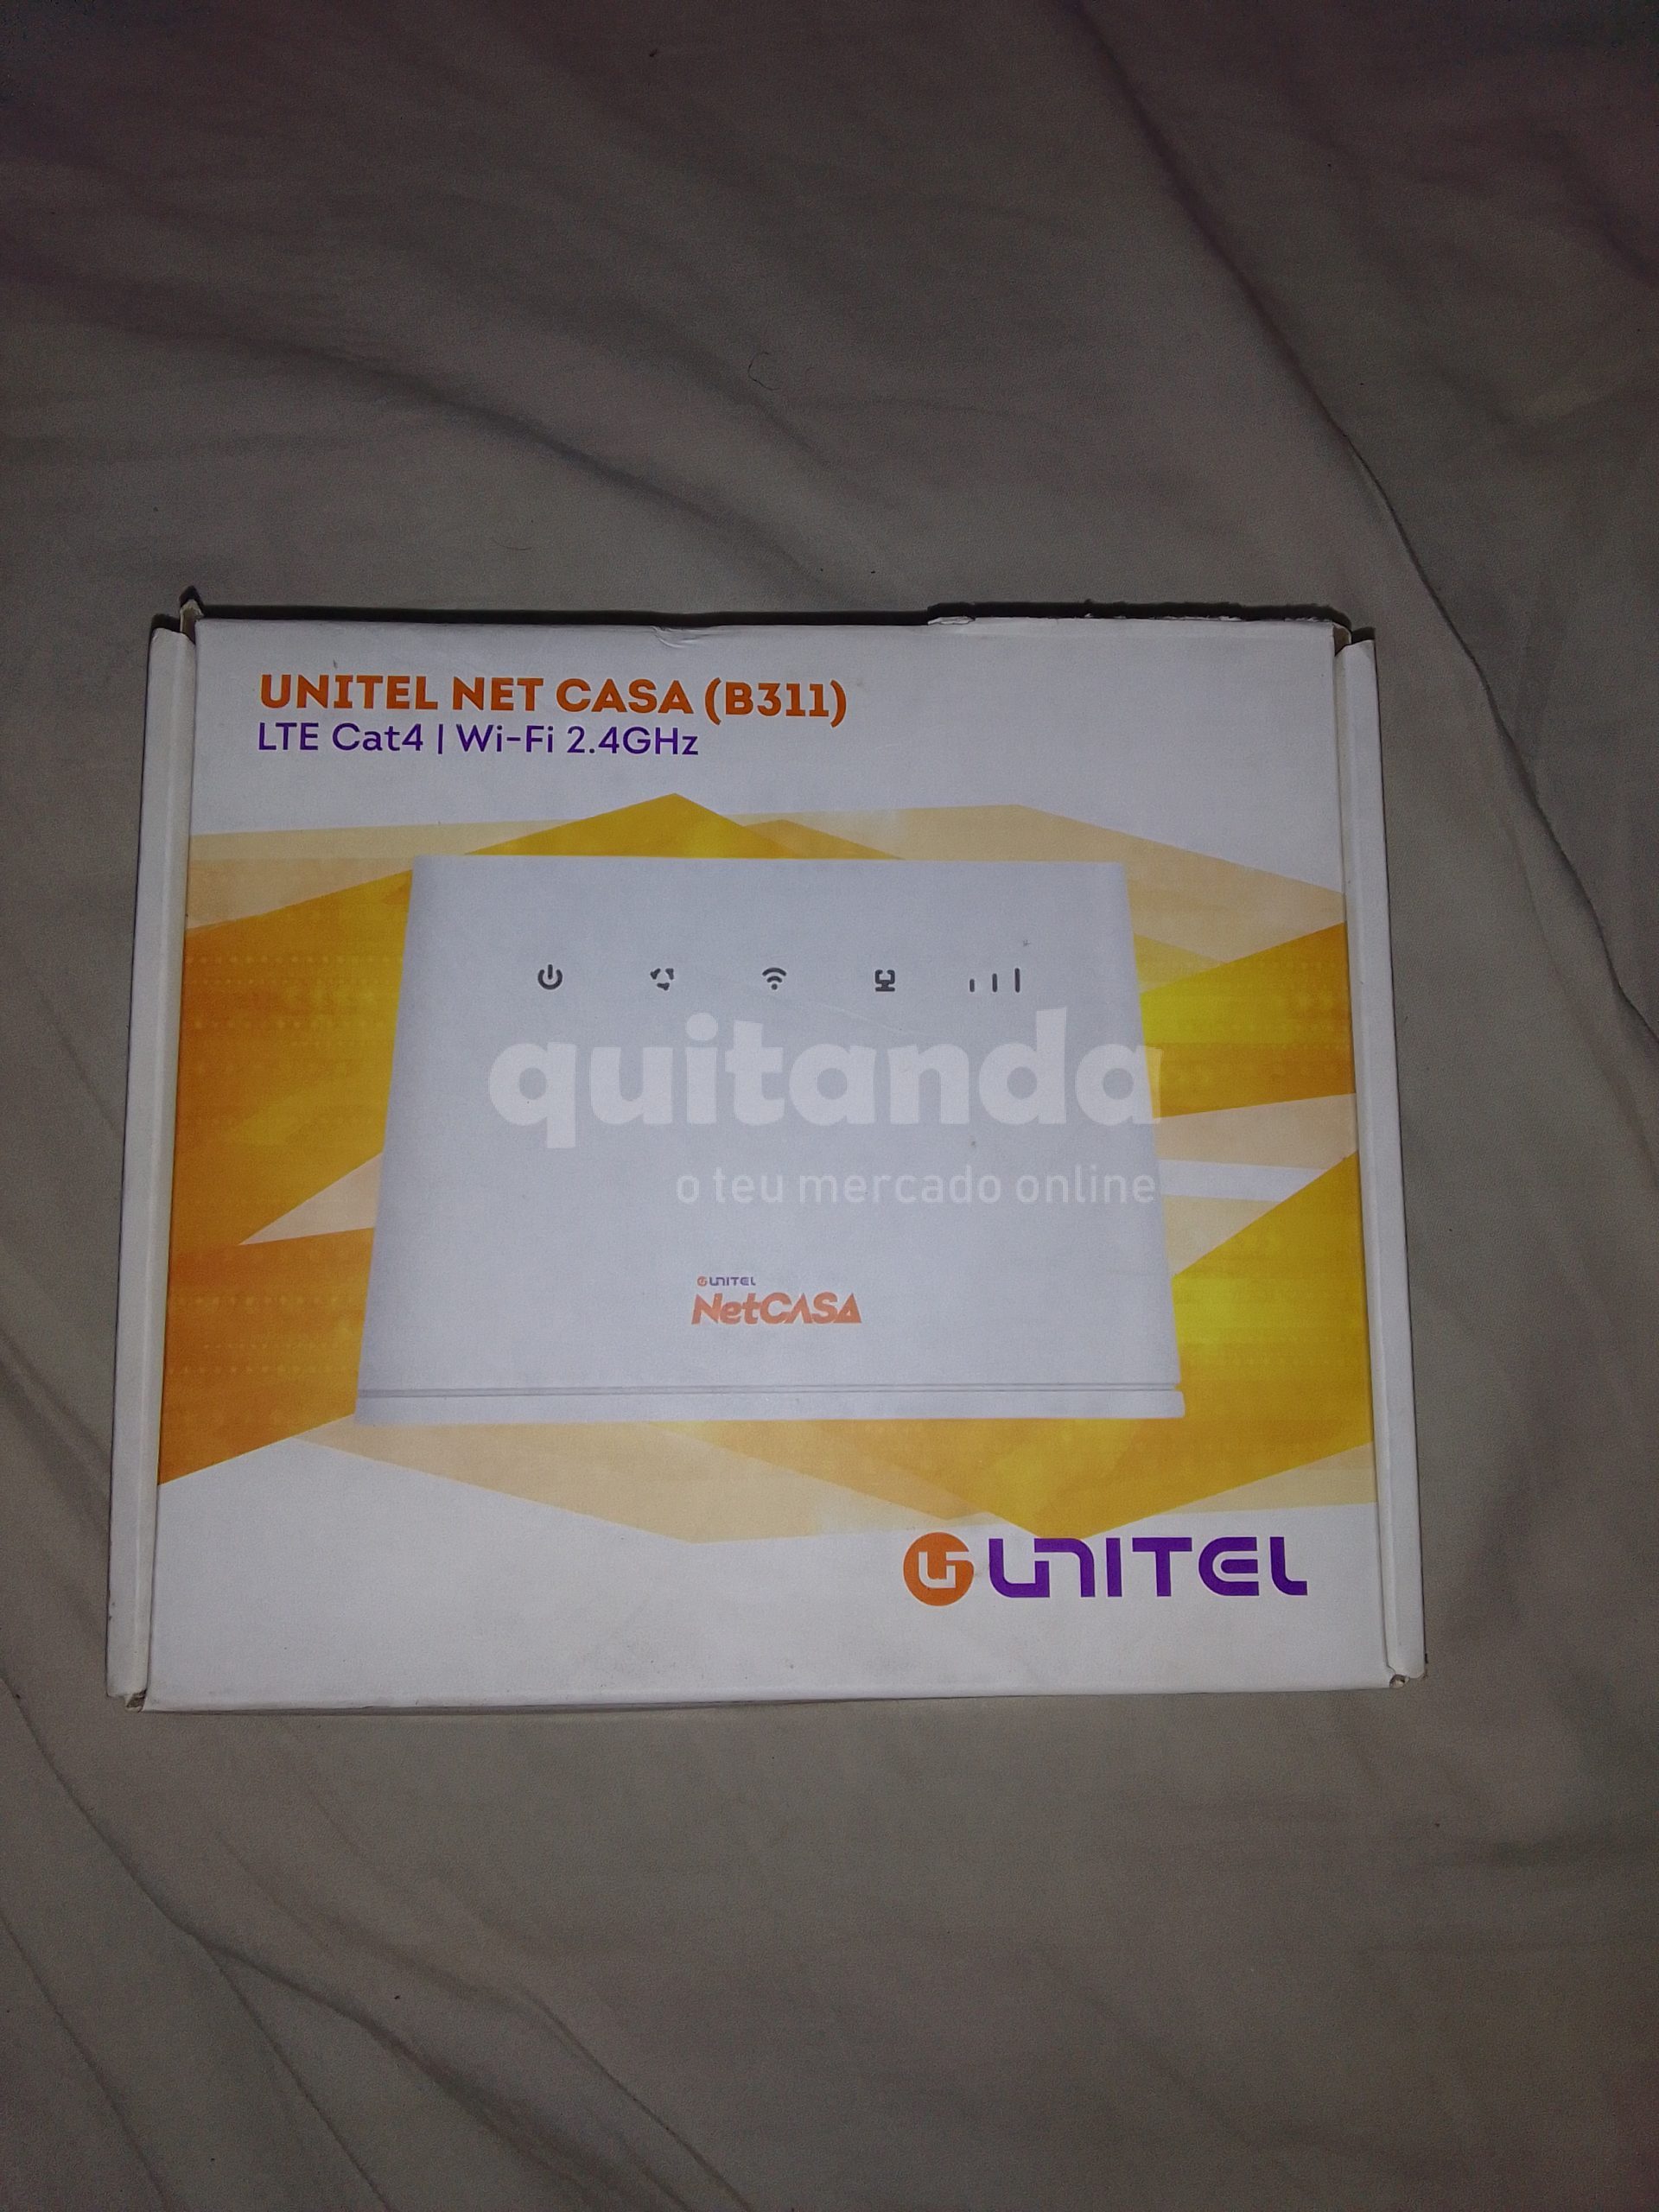 UNITEL NET CASA (B311)
LTE Cat4 | Wi-Fi 2.4GHz
quitanda
o teu mercado online
UNITEL
NetCASA
UNITEL